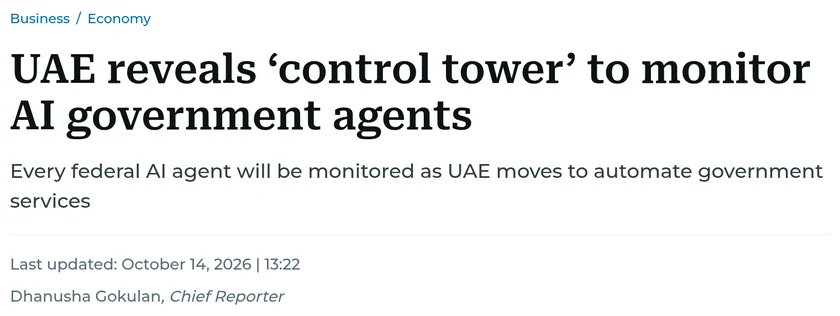 Business / Economy
UAE reveals ‘control tower’ to monitor
AI government agents
Every federal AI agent will be monitored as UAE moves to automate government
services
Last updated: October 14, 2026 | 13:22
Dhanusha Gokulan, Chief Reporter